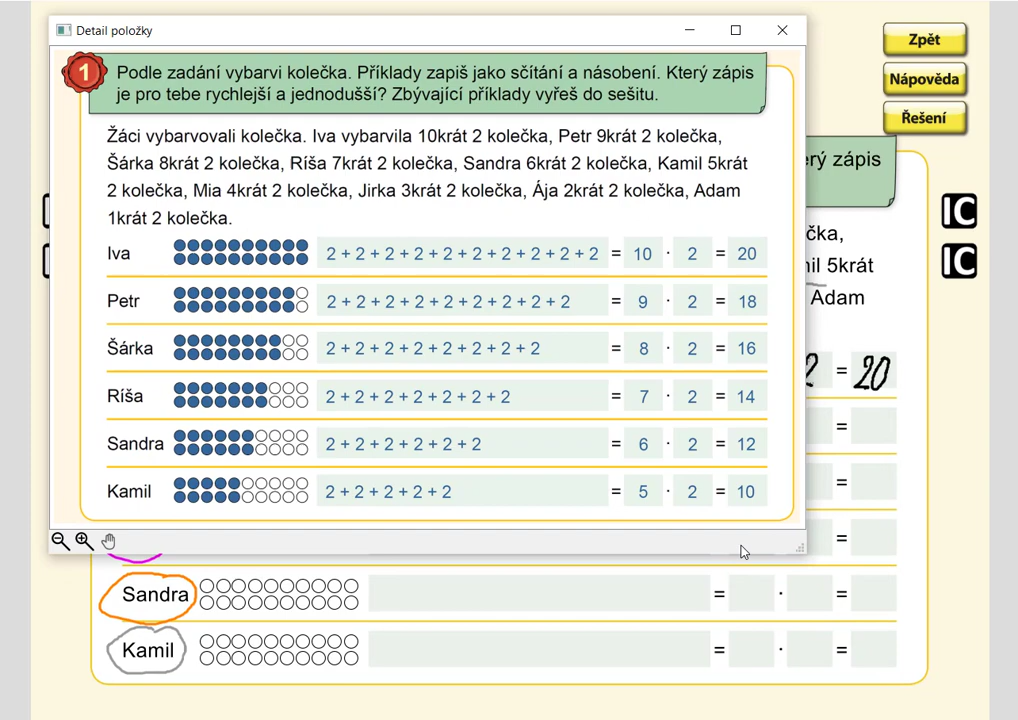 Detail položky
Zpět
Nápověda
Řešení
1
Podle zadání vybarvi kolečka. Příklady zapiš jako sčítání a násobení. Který zápis
je pro tebe rychlejší a jednodušší? Zbývající příklady vyřeš do sešitu.
Žáci vybarvovali kolečka. Iva vybarvila 10krát 2 kolečka, Petr 9krát 2 kolečka,
Šárka 8krát 2 kolečka, Ríša 7krát 2 kolečka, Sandra 6krát 2 kolečka, Kamil 5krát
2 kolečka, Mia 4krát 2 kolečka, Jirka 3krát 2 kolečka, Ája 2krát 2 kolečka, Adam
1krát 2 kolečka.
Iva 2 + 2 + 2 + 2 + 2 + 2 + 2 + 2 + 2 + 2 = 10 · 2 = 20
Petr 2 + 2 + 2 + 2 + 2 + 2 + 2 + 2 + 2 = 9 · 2 = 18
Šárka 2 + 2 + 2 + 2 + 2 + 2 + 2 + 2 = 8 · 2 = 16
Ríša 2 + 2 + 2 + 2 + 2 + 2 + 2 = 7 · 2 = 14
Sandra 2 + 2 + 2 + 2 + 2 + 2 = 6 · 2 = 12
Kamil 2 + 2 + 2 + 2 + 2 = 5 · 2 = 10
zápis
5krát
Adam
IC
IC
2 = 20
=
=
=
Sandra = · =
Kamil = · =